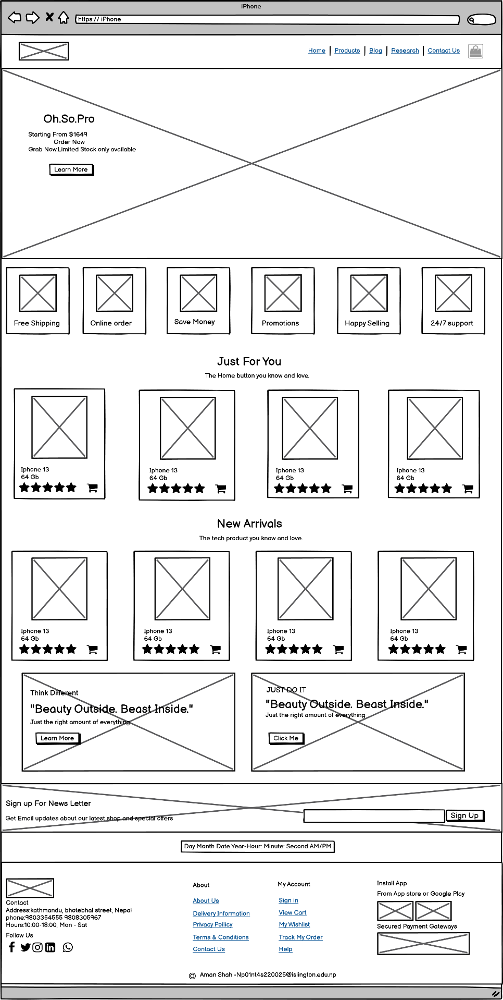 iPhone
https:// iPhone
Home
Products
Blog
Research
Contact Us
Oh.So.Pro
Starting From $1649
Order Now
Grab Now,Limited Stock only available
Learn More
Free Shipping
Online order
Save Money
Promotions
Happy Selling
24/7 support
Just For You
The Home button you know and love.
Iphone 13
64 Gb
Iphone 13
64 Gb
Iphone 13
64 Gb
Iphone 13
64 Gb
New Arrivals
The tech product you know and love.
Iphone 13
64 Gb
Iphone 13
64 Gb
Iphone 13
64 Gb
Iphone 13
64 Gb
Think Different
"Beauty Outside. Beast Inside."
Just the right amount of everything
Learn More
JUST DO IT
"Beauty Outside. Beast Inside."
Just the right amount of everything
Click Me
Sign up For News Letter
Get Email updates about our latest shop and special offers
Sign Up
Day Month Date Year-Hour: Minute: Second AM/PM
Contact
Address:kathmandu, bhotebhal street, Nepal
phone:9803354555 9808305967
Hours:10:00-18:00, Mon - Sat
Follow Us
About
About Us
Delivery Information
Privacy Poilicy
Terms & Conditions
Contact Us
My Account
Sign in
View Cart
My Wishlist
Track My Order
Help
Install App
From App store or Google Play
Secured Payment Gateways
© Aman Shah -Np01nt4s220025@islington.edu.np